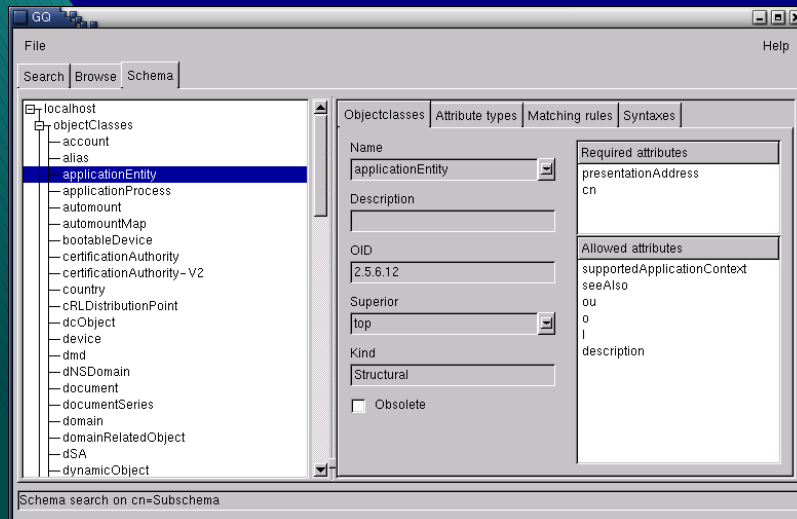 GQ
File Help
Search Browse Schema
localhost
objectClasses
account
alias
applicationEntity
applicationProcess
automount
automountMap
bootableDevice
certificationAuthority
certificationAuthority-V2
country
cRLDistributionPoint
dcObject
device
dmd
dNSDomain
document
documentSeries
domain
domainRelatedObject
dSA
dynamicObject
Objectclasses Attribute types Matching rules Syntaxes
Name
applicationEntity
Description
OID
2.5.6.12
Superior
top
Kind
Structural
Obsolete
Required attributes
presentationAddress
cn
Allowed attributes
supportedApplicationContext
seeAlso
ou
o
l
description
Schema search on cn=Subschema